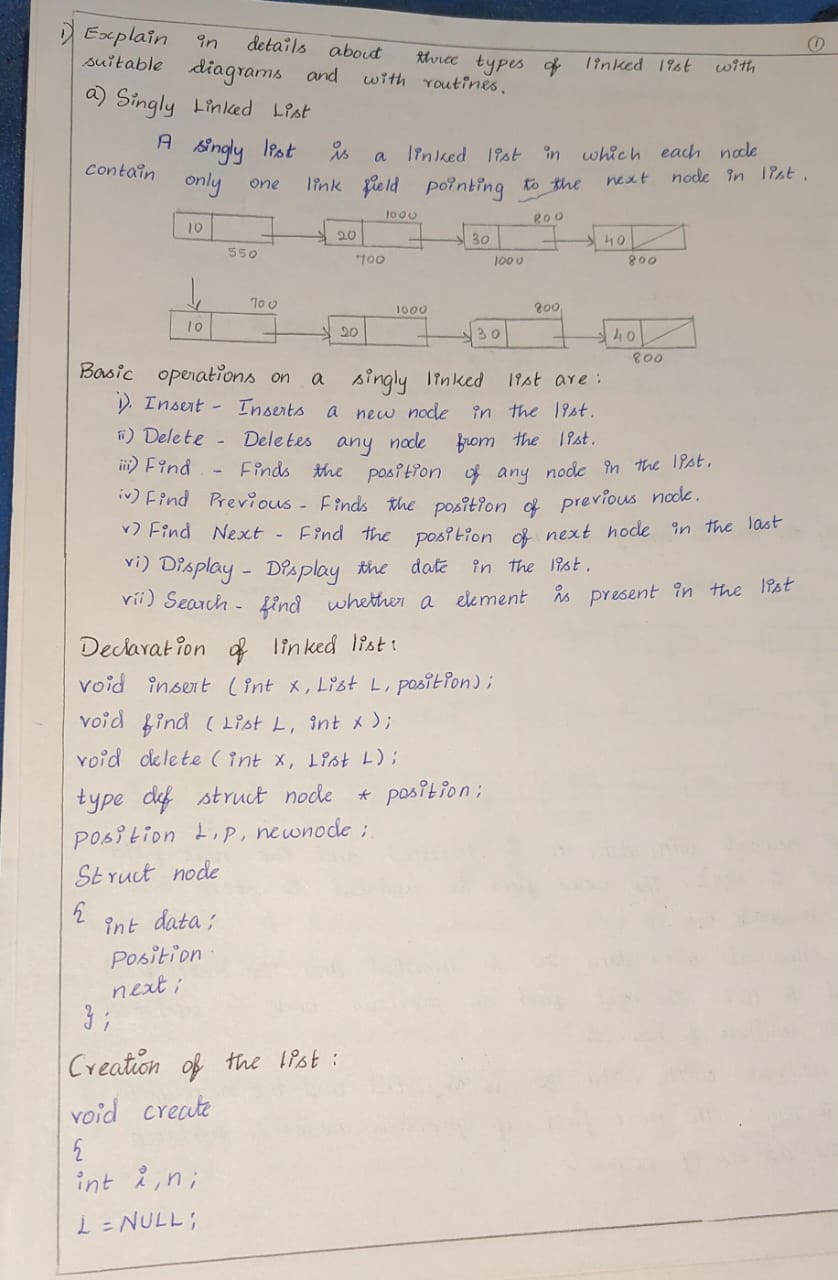 ①
i) Explain in details about three types of linked list with
suitable diagrams and with routines.
a) Singly Linked List
A singly list is a linked list in which each node
contain only one link field pointing to the next node in list.
1000 800
10 20 30 40
550 700 1000 800
700 1000 800
10 20 30 40
800
Basic operations on a singly linked list are :
i). Insert - Inserts a new node in the list.
ii) Delete - Deletes any node from the list.
iii) Find - Finds the position of any node in the list.
iv) Find Previous - Finds the position of previous node.
v) Find Next - Find the position of next node in the last
vi) Display - Display the date in the list.
vii) Search - find whether a element is present in the list
Declaration of linked list :
void insert (int x, List L, position);
void find (List L, int x);
void delete (int x, List L);
type def struct node * position;
position L, p, newnode ;
Struct node
{ int data;
Position
next;
} ;
Creation of the list :
void create
{
int i, n;
L = NULL;